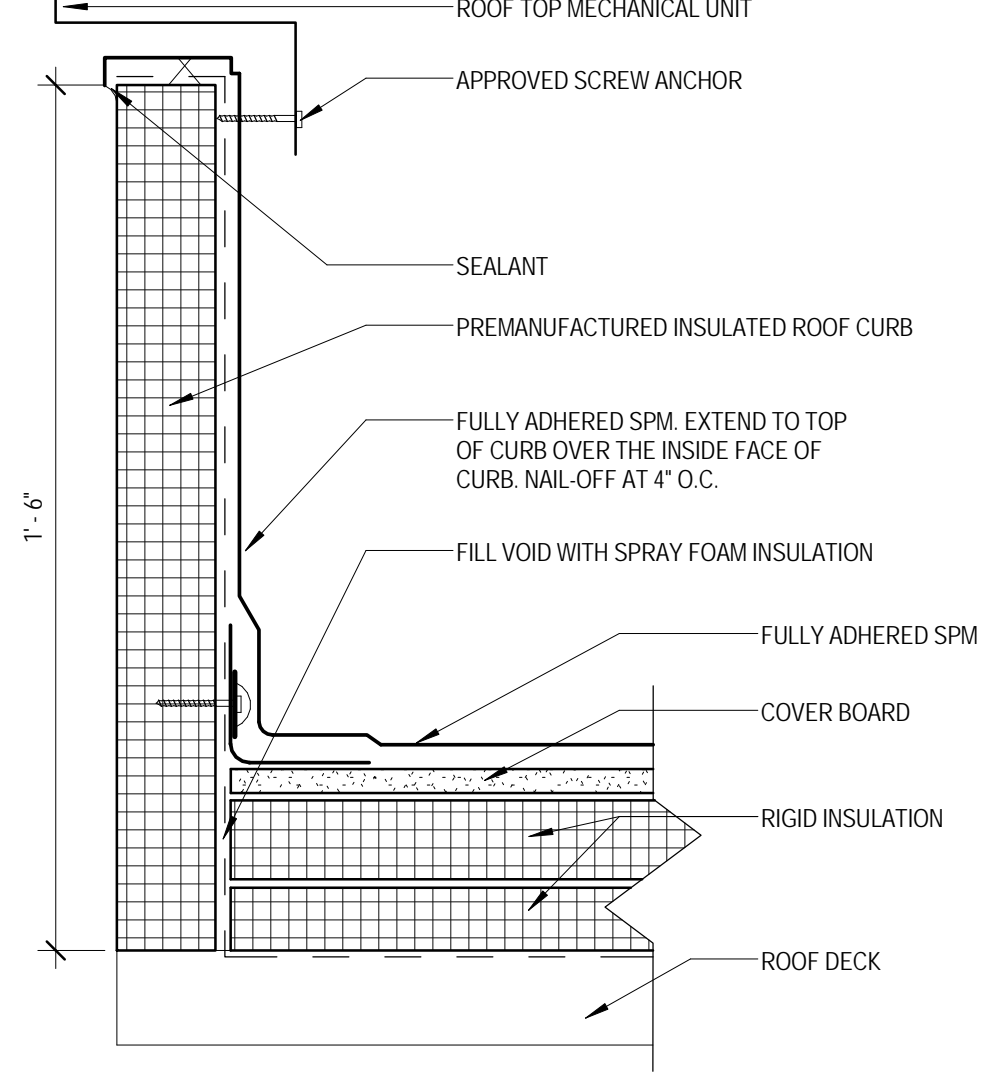 ROOF TOP MECHANICAL UNIT
APPROVED SCREW ANCHOR
SEALANT
PREMANUFACTURED INSULATED ROOF CURB
FULLY ADHERED SPM. EXTEND TO TOP
OF CURB OVER THE INSIDE FACE OF
CURB. NAIL-OFF AT 4" O.C.
1' - 6"
FILL VOID WITH SPRAY FOAM INSULATION
FULLY ADHERED SPM
COVER BOARD
RIGID INSULATION
ROOF DECK